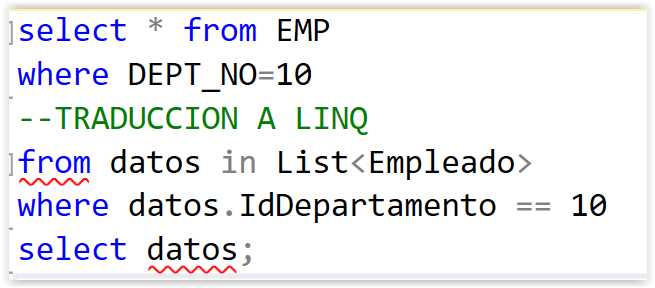 select * from EMP
where DEPT_NO=10
--TRADUCCION A LINQ
from datos in List<Empleado>
where datos.IdDepartamento == 10
select datos;